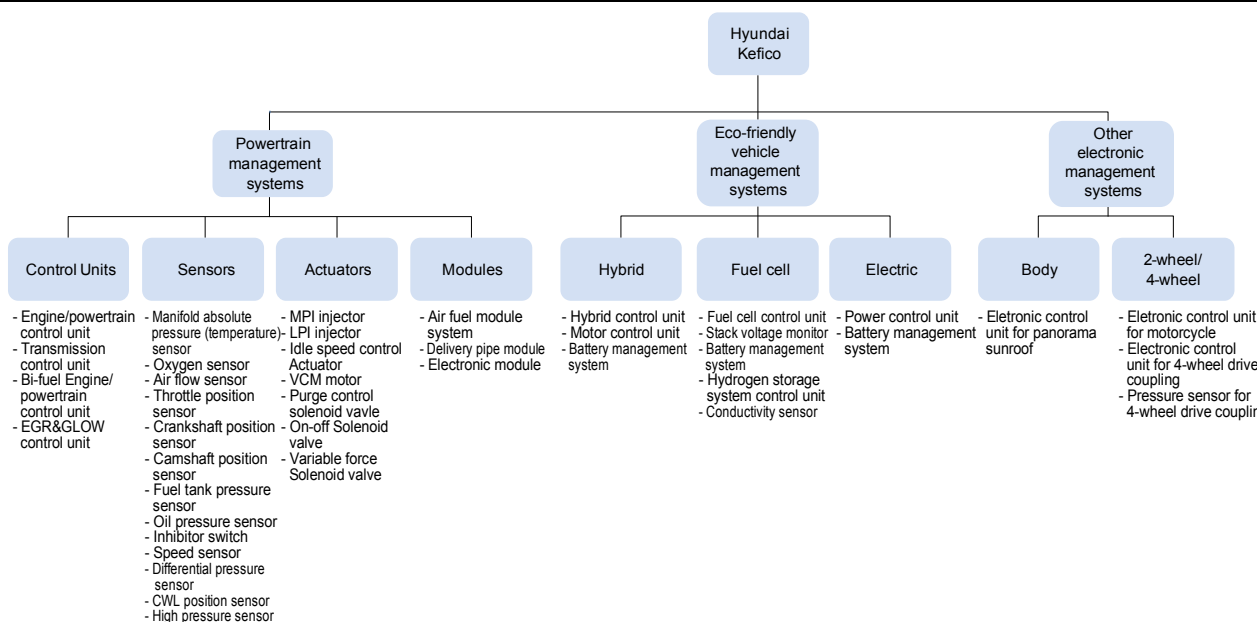 Hyundai
Kefico
Powertrain
management
systems
Eco-friendly
vehicle
management
systems
Other
electronic
management
systems
Control Units
Sensors
Actuators
Modules
Hybrid
Fuel cell
Electric
Body
2-wheel/
4-wheel
- Engine/powertrain
control unit
- Transmission
control unit
- Bi-fuel Engine/
powertrain
control unit
- EGR&GLOW
control unit
- Manifold absolute
pressure (temperature)
sensor
- Oxygen sensor
- Air flow sensor
- Throttle position
sensor
- Crankshaft position
sensor
- Camshaft position
sensor
- Fuel tank pressure
sensor
- Oil pressure sensor
- Inhibitor switch
- Speed sensor
- Differential pressure
sensor
- CWL position sensor
- High pressure sensor
- MPI injector
- LPI injector
- Idle speed control
Actuator
- VCM motor
- Purge control
solenoid vavle
- On-off Solenoid
valve
- Variable force
Solenoid valve
- Air fuel module
system
- Delivery pipe module
- Electronic module
- Hybrid control unit
- Motor control unit
- Battery management
system
- Fuel cell control unit
- Stack voltage monitor
- Battery management
system
- Hydrogen storage
system control unit
- Conductivity sensor
- Power control unit
- Battery management
system
- Eletronic control
unit for panorama
sunroof
- Eletronic control unit
for motorcycle
- Electronic control
unit for 4-wheel drive
coupling
- Pressure sensor for
4-wheel drive couplin